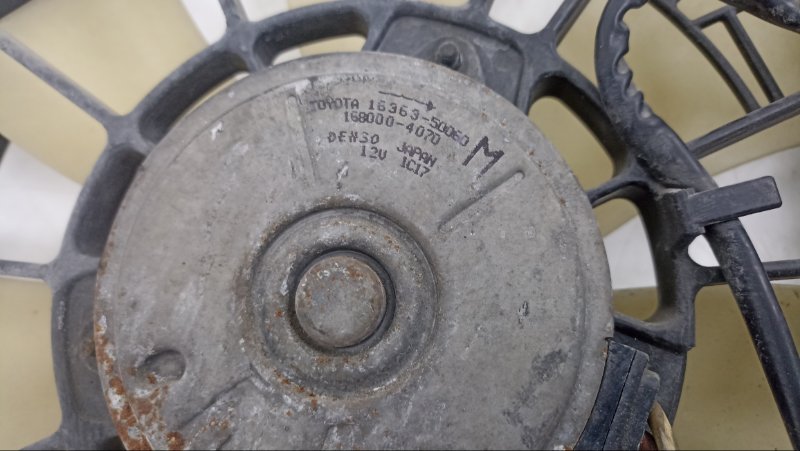 TOYOTA 16363-50060
168000-4070
DENSO JAPAN
12V 1C17
M